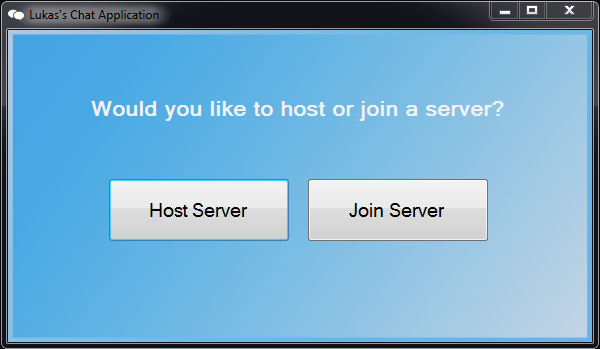 Lukas's Chat Application
Would you like to host or join a server?
Host Server
Join Server